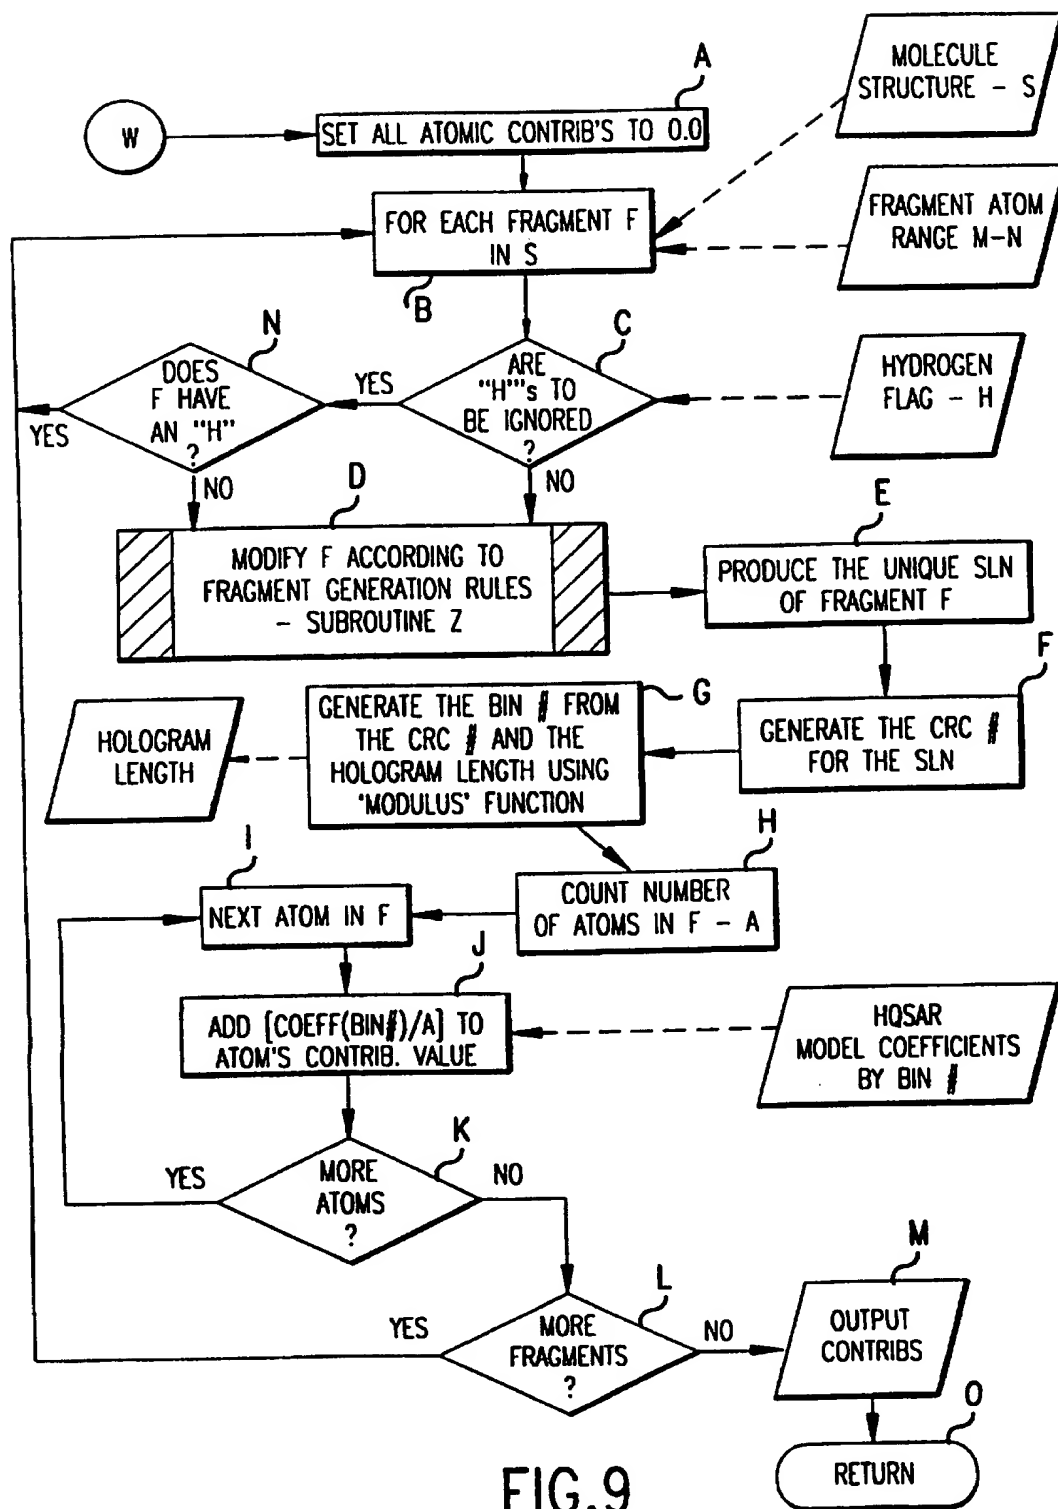 A
MOLECULE
STRUCTURE - S
W
SET ALL ATOMIC CONTRIB'S TO 0.0
FOR EACH FRAGMENT F
IN S
B
FRAGMENT ATOM
RANGE M-N
N
DOES
F HAVE
AN "H"
?
YES
NO
C
ARE
"H"'s TO
BE IGNORED
?
YES
NO
HYDROGEN
FLAG - H
D
MODIFY F ACCORDING TO
FRAGMENT GENERATION RULES
- SUBROUTINE Z
E
PRODUCE THE UNIQUE SLN
OF FRAGMENT F
F
GENERATE THE CRC #
FOR THE SLN
G
GENERATE THE BIN # FROM
THE CRC # AND THE
HOLOGRAM LENGTH USING
'MODULUS' FUNCTION
HOLOGRAM
LENGTH
H
COUNT NUMBER
OF ATOMS IN F - A
I
NEXT ATOM IN F
J
ADD [COEFF(BIN#)/A] TO
ATOM'S CONTRIB. VALUE
HQSAR
MODEL COEFFICIENTS
BY BIN #
K
MORE
ATOMS
?
YES
NO
L
MORE
FRAGMENTS
?
YES
NO
M
OUTPUT
CONTRIBS
O
RETURN
FIG.9